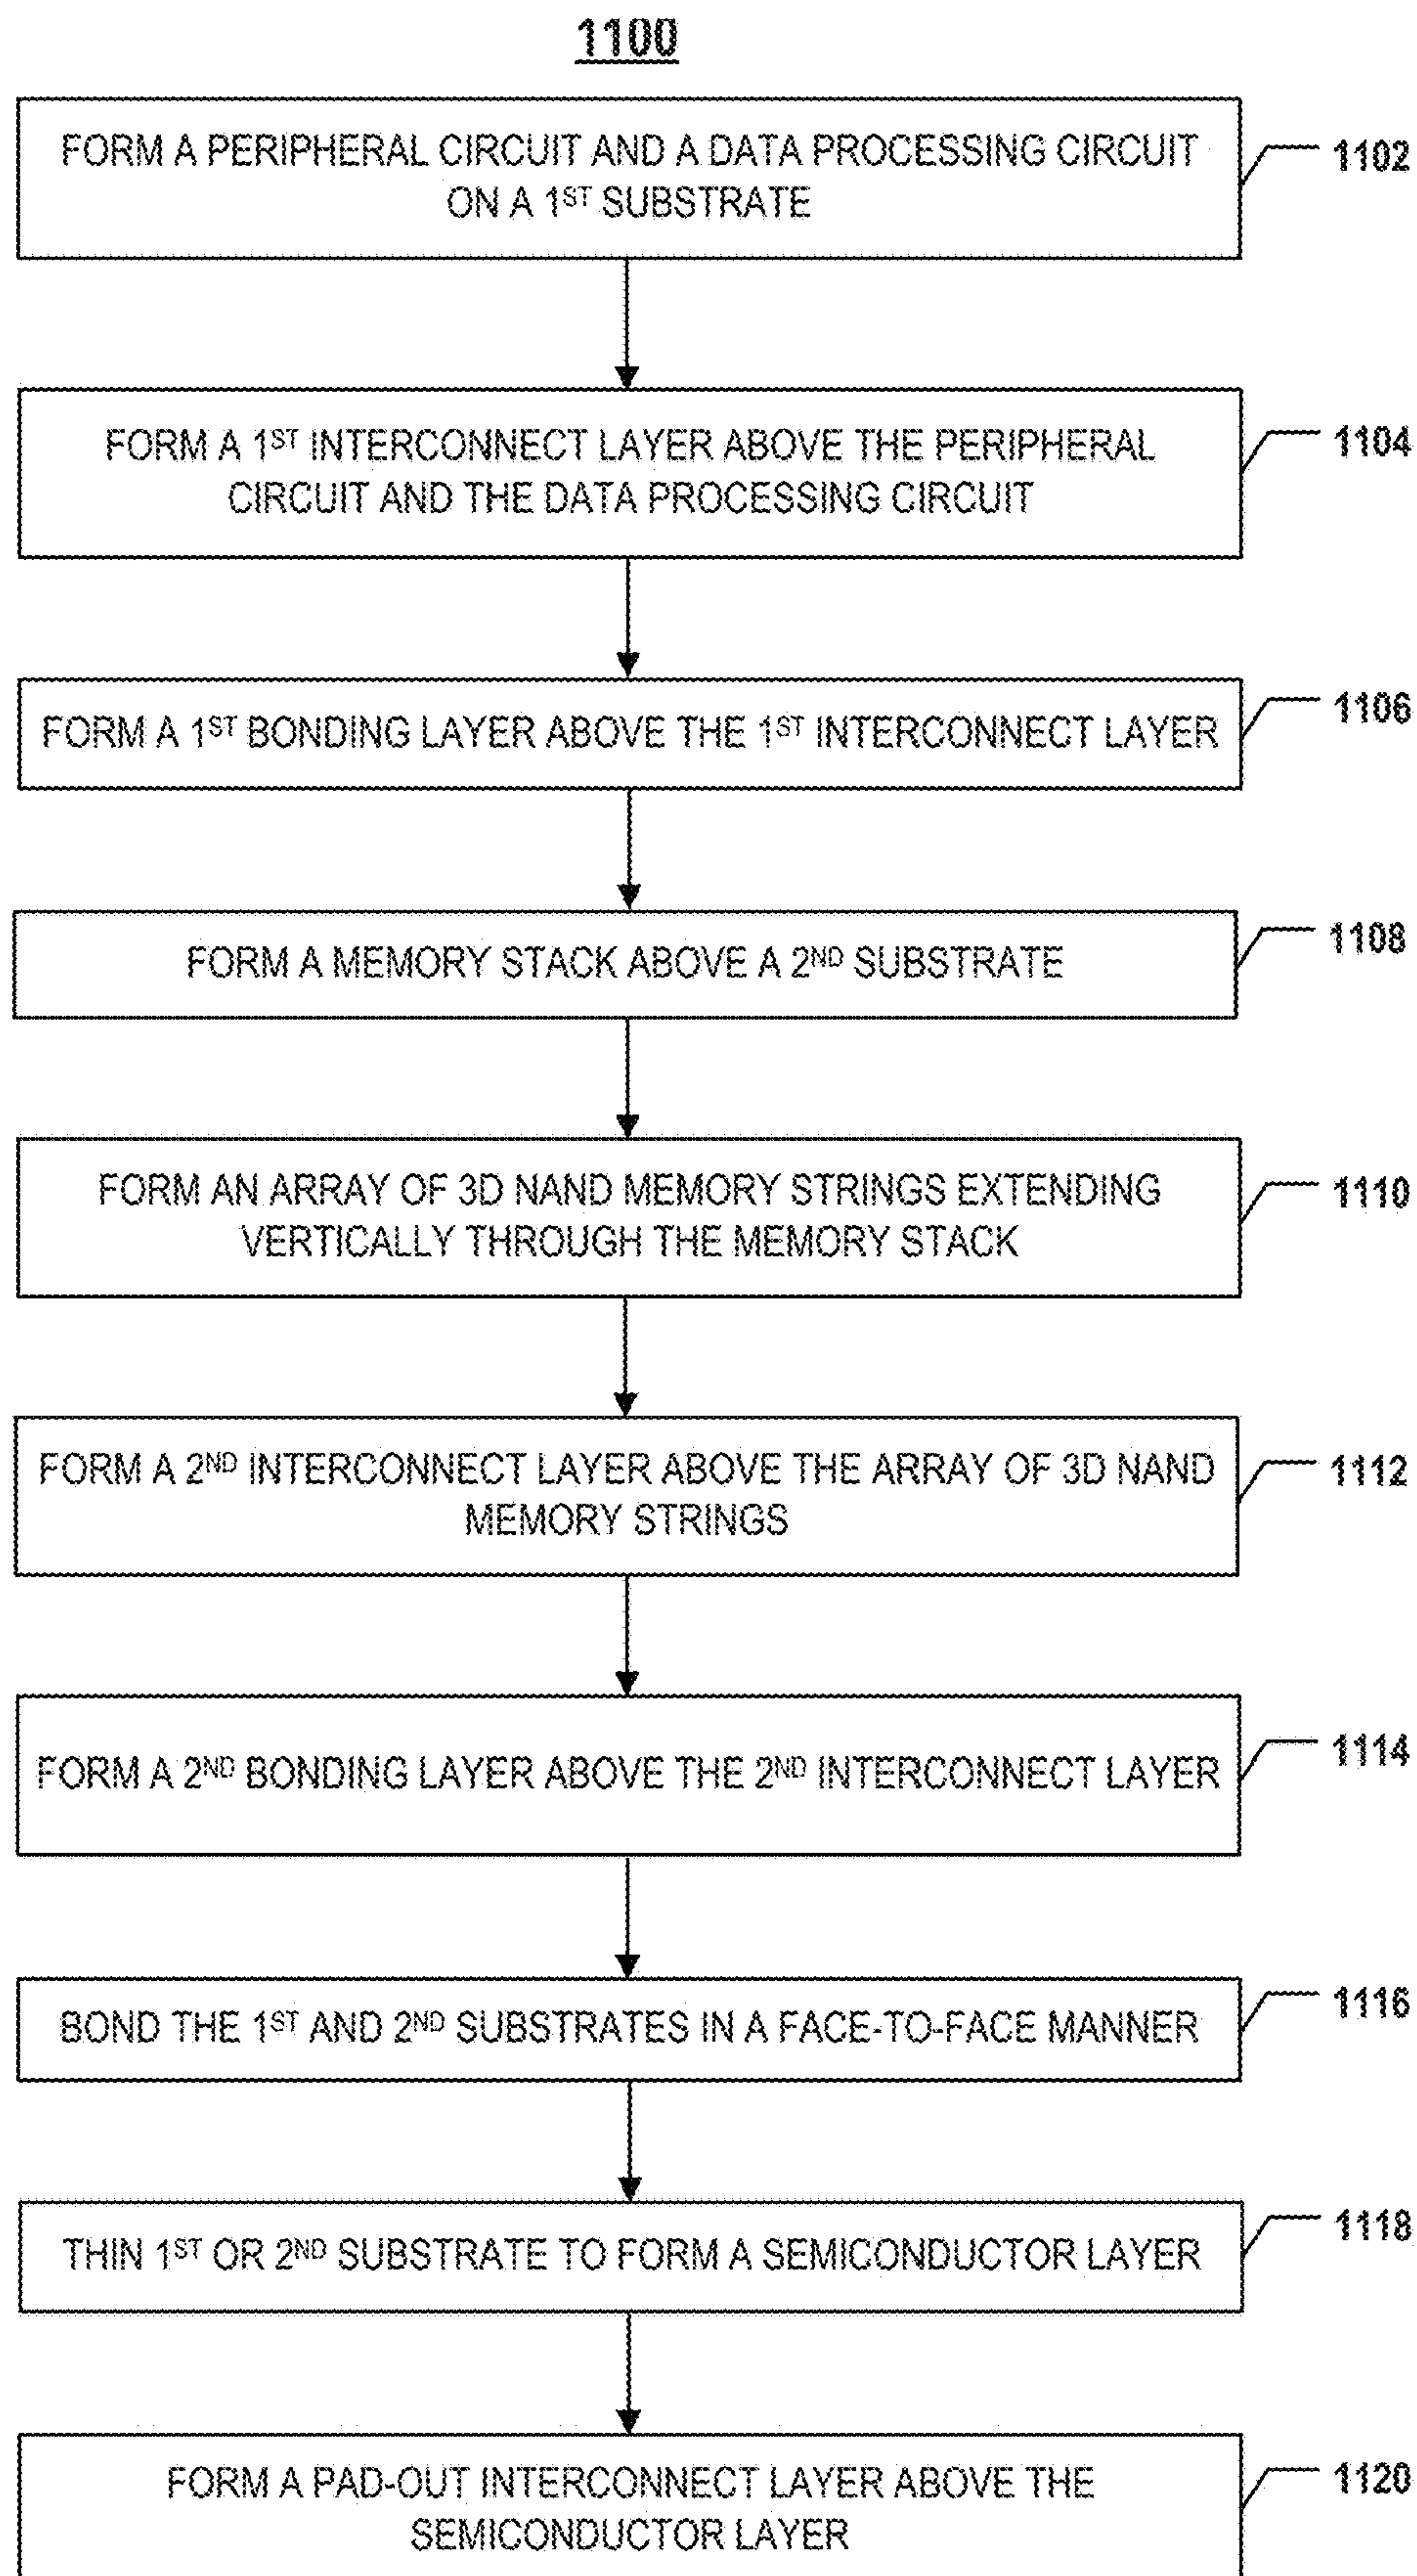 1100
FORM A PERIPHERAL CIRCUIT AND A DATA PROCESSING CIRCUIT
ON A 1ST SUBSTRATE
1102
FORM A 1ST INTERCONNECT LAYER ABOVE THE PERIPHERAL
CIRCUIT AND THE DATA PROCESSING CIRCUIT
1104
FORM A 1ST BONDING LAYER ABOVE THE 1ST INTERCONNECT LAYER
1106
FORM A MEMORY STACK ABOVE A 2ND SUBSTRATE
1108
FORM AN ARRAY OF 3D NAND MEMORY STRINGS EXTENDING
VERTICALLY THROUGH THE MEMORY STACK
1110
FORM A 2ND INTERCONNECT LAYER ABOVE THE ARRAY OF 3D NAND
MEMORY STRINGS
1112
FORM A 2ND BONDING LAYER ABOVE THE 2ND INTERCONNECT LAYER
1114
BOND THE 1ST AND 2ND SUBSTRATES IN A FACE-TO-FACE MANNER
1116
THIN 1ST OR 2ND SUBSTRATE TO FORM A SEMICONDUCTOR LAYER
1118
FORM A PAD-OUT INTERCONNECT LAYER ABOVE THE
SEMICONDUCTOR LAYER
1120